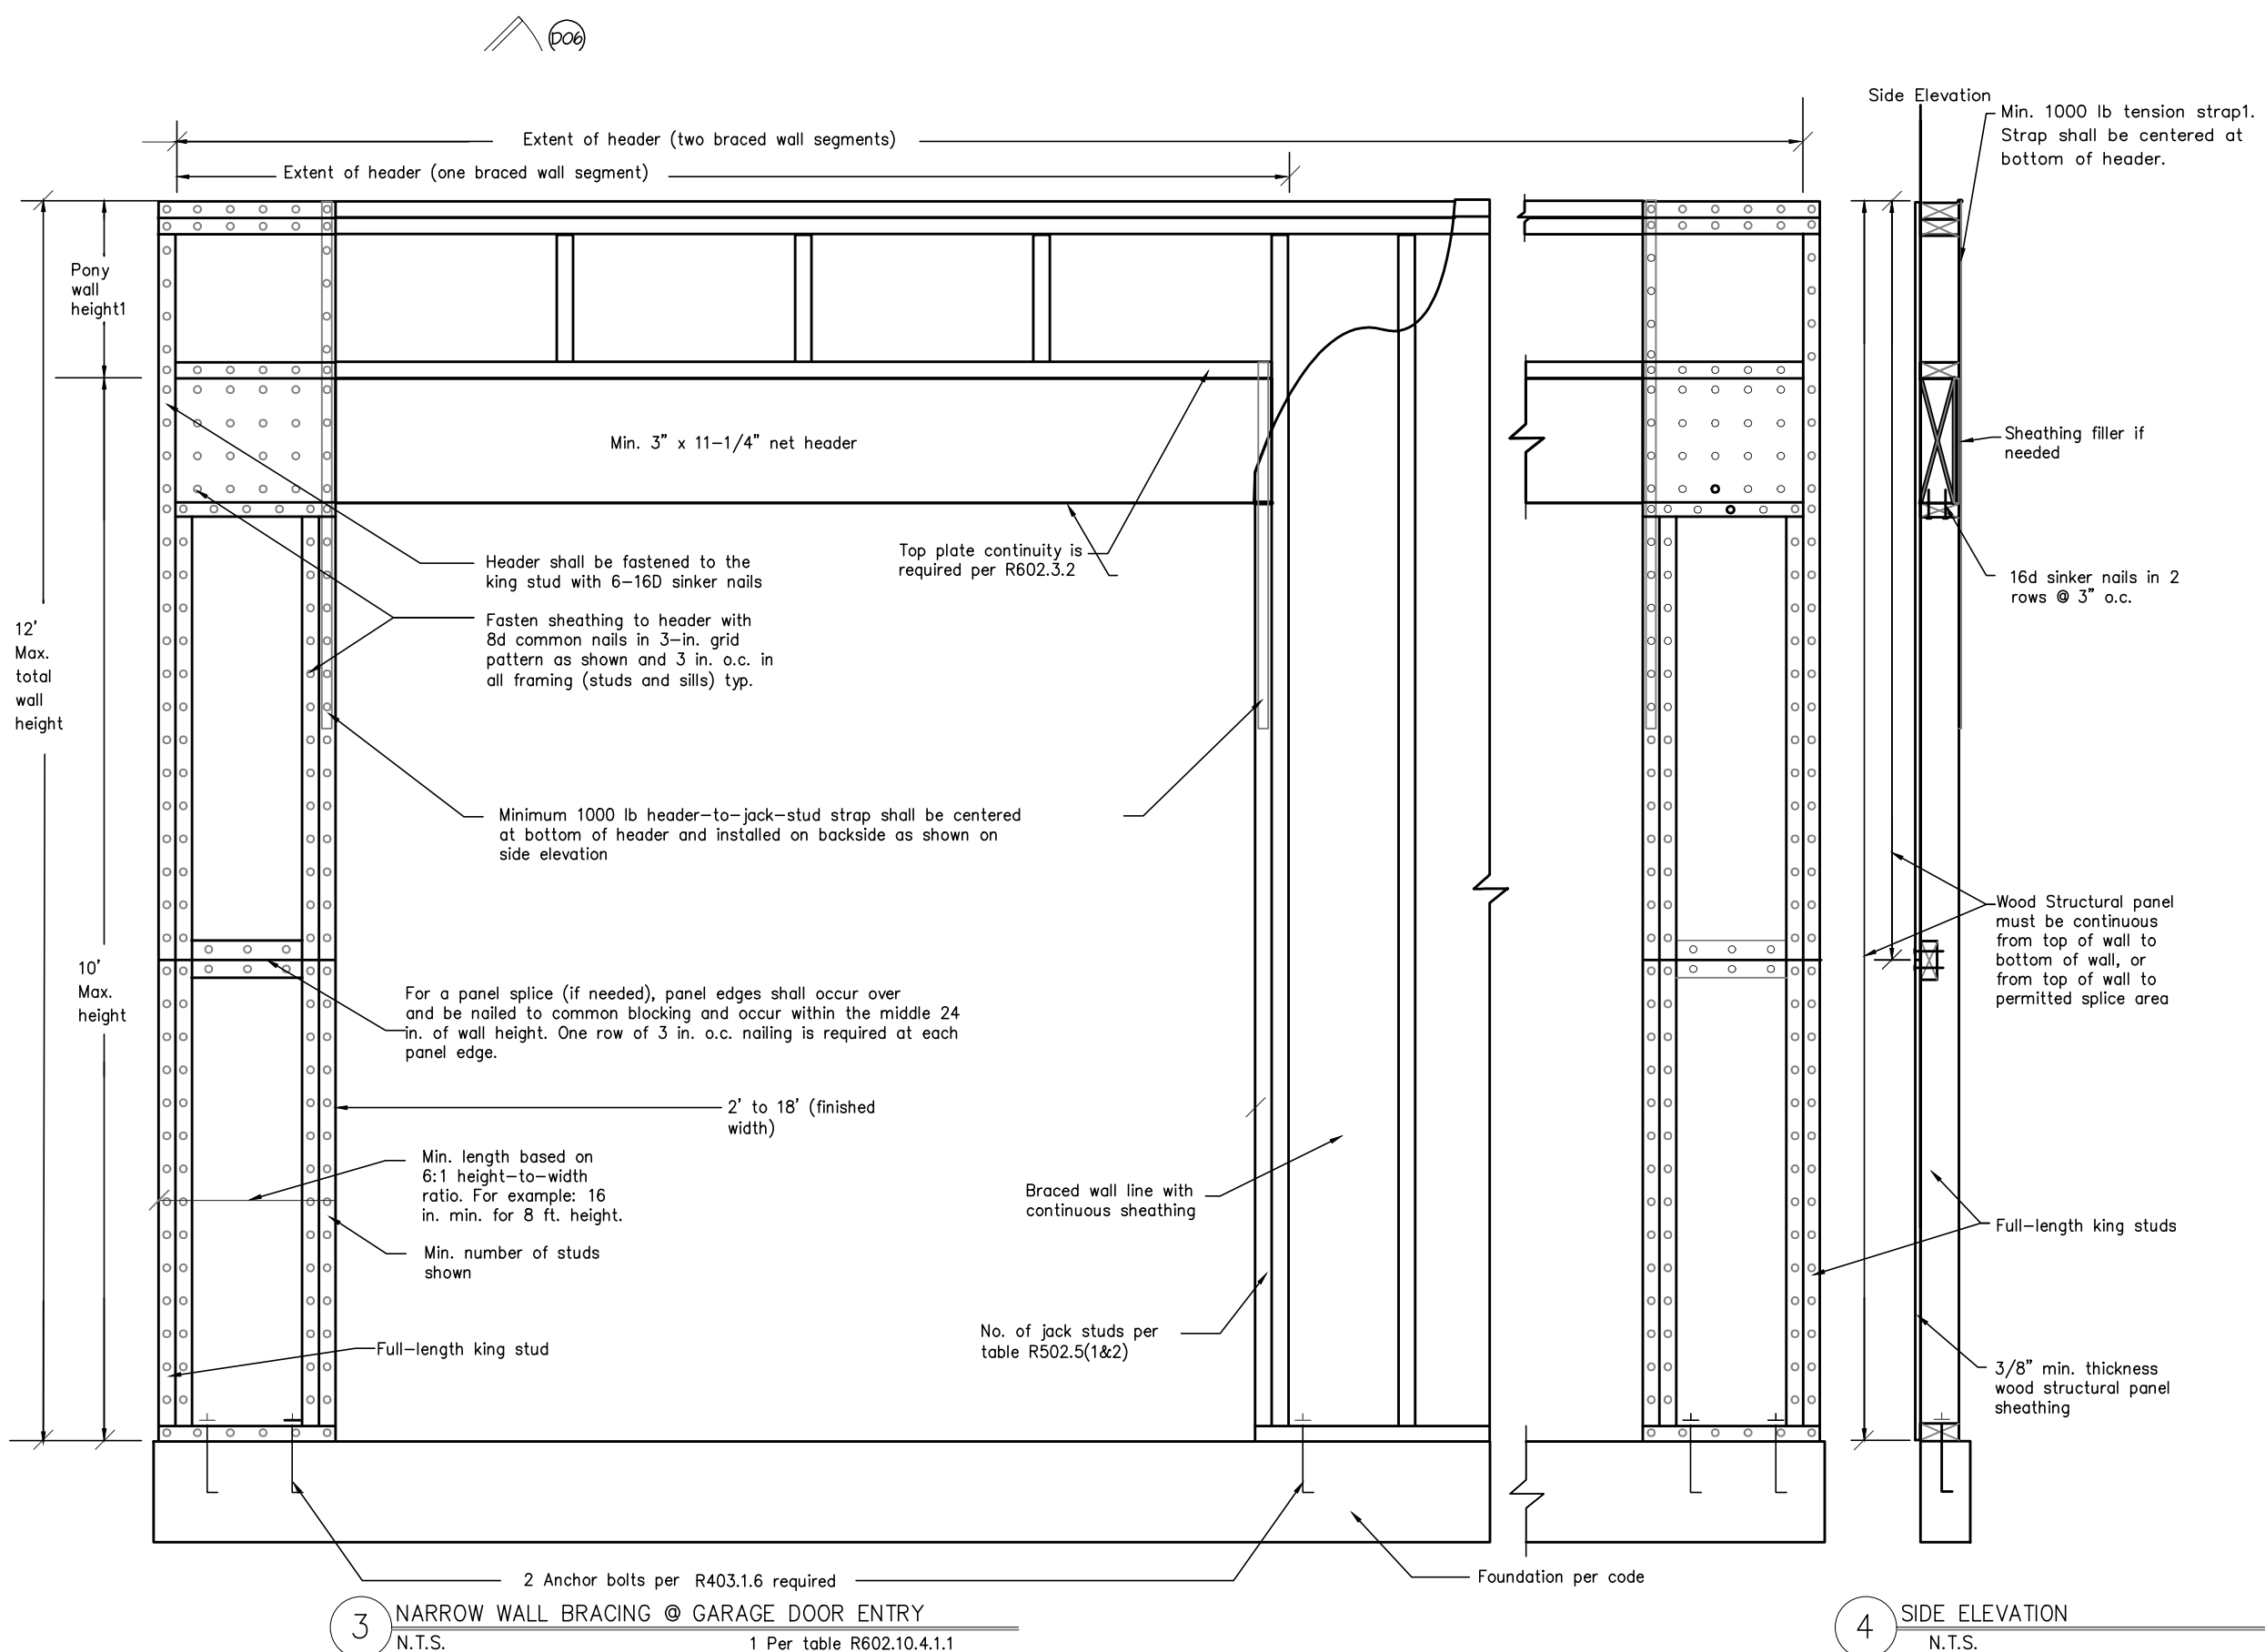 D06
Side Elevation
Min. 1000 lb tension strap1.
Strap shall be centered at
bottom of header.
Extent of header (two braced wall segments)
Extent of header (one braced wall segment)
Pony
wall
height1
Min. 3" x 11-1/4" net header
Sheathing filler if
needed
Top plate continuity is
required per R602.3.2
Header shall be fastened to the
king stud with 6-16D sinker nails
16d sinker nails in 2
rows @ 3" o.c.
Fasten sheathing to header with
8d common nails in 3-in. grid
pattern as shown and 3 in. o.c. in
all framing (studs and sills) typ.
12'
Max.
total
wall
height
Minimum 1000 lb header-to-jack-stud strap shall be centered
at bottom of header and installed on backside as shown on
side elevation
Wood Structural panel
must be continuous
from top of wall to
bottom of wall, or
from top of wall to
permitted splice area
10'
Max.
height
For a panel splice (if needed), panel edges shall occur over
and be nailed to common blocking and occur within the middle 24
in. of wall height. One row of 3 in. o.c. nailing is required at each
panel edge.
2' to 18' (finished
width)
Min. length based on
6:1 height-to-width
ratio. For example: 16
in. min. for 8 ft. height.
Braced wall line with
continuous sheathing
Full-length king studs
Min. number of studs
shown
No. of jack studs per
table R502.5(1&2)
Full-length king stud
3/8" min. thickness
wood structural panel
sheathing
2 Anchor bolts per R403.1.6 required
Foundation per code
3 NARROW WALL BRACING @ GARAGE DOOR ENTRY
N.T.S. 1 Per table R602.10.4.1.1
4 SIDE ELEVATION
N.T.S.